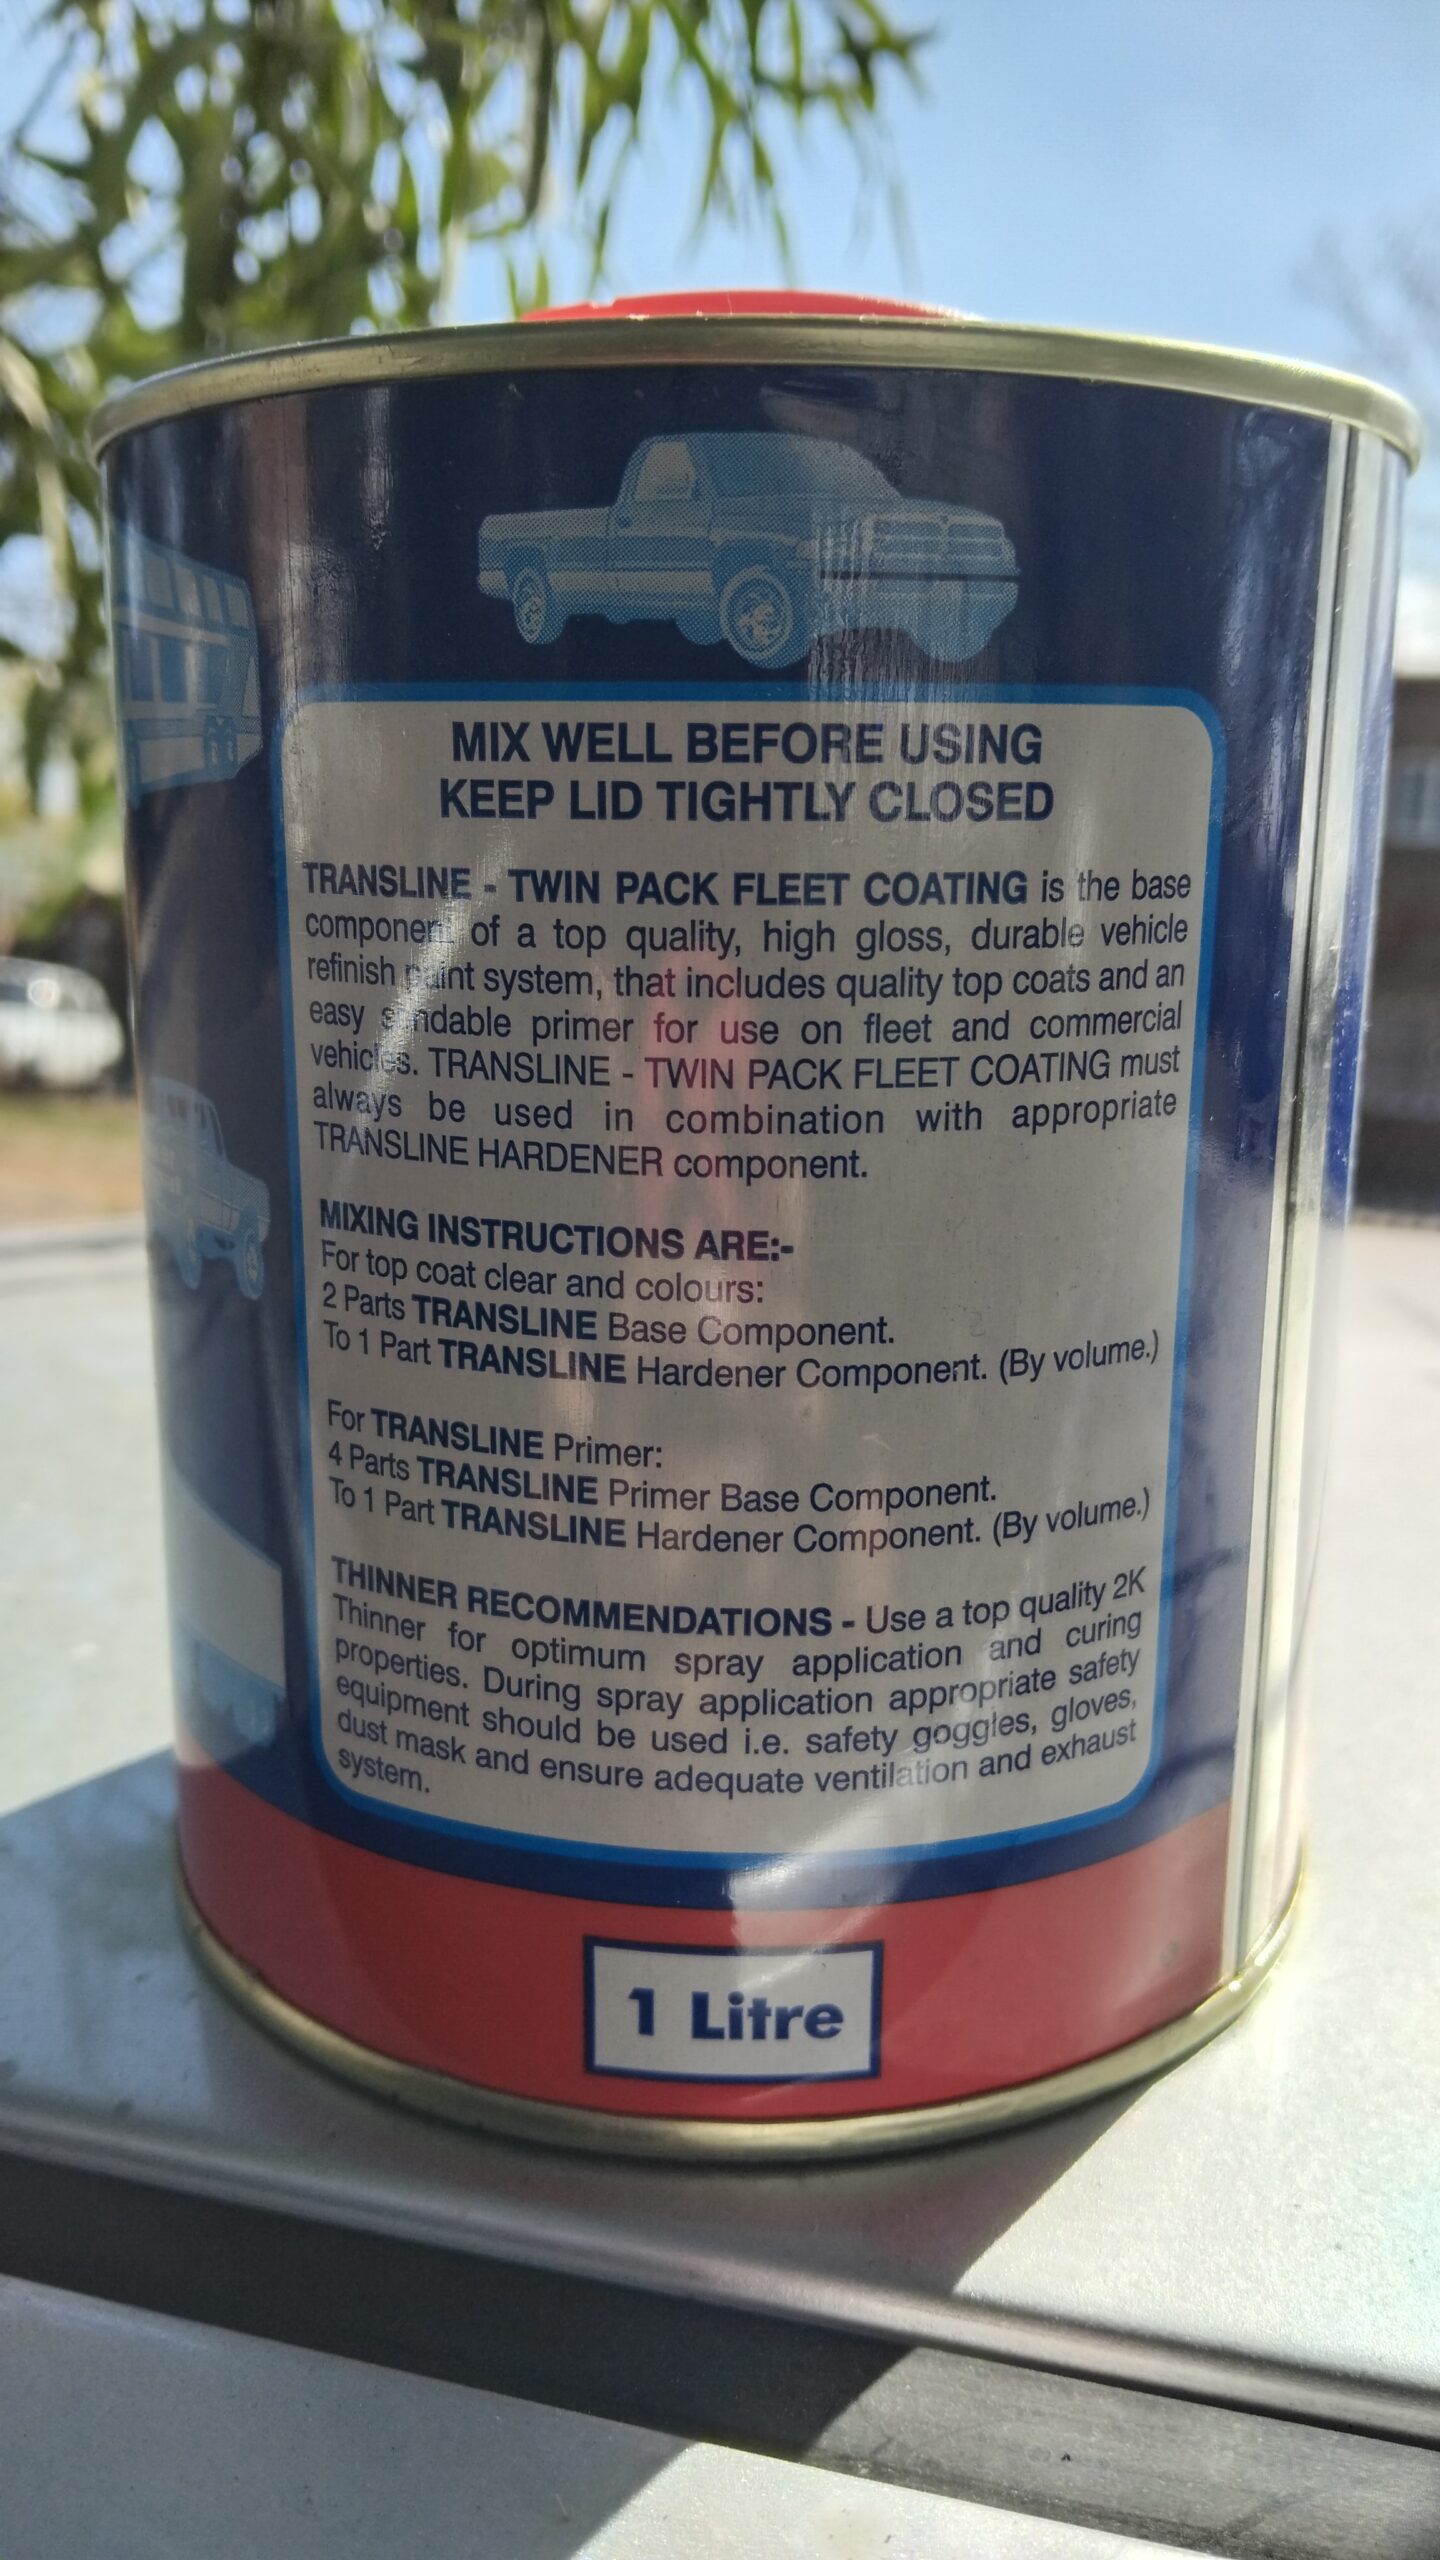 MIX WELL BEFORE USING
KEEP LID TIGHTLY CLOSED
TRANSLINE - TWIN PACK FLEET COATING is the base
component of a top quality, high gloss, durable vehicle
refinish paint system, that includes quality top coats and an
easy sandable primer for use on fleet and commercial
vehicles. TRANSLINE - TWIN PACK FLEET COATING must
always be used in combination with appropriate
TRANSLINE HARDENER component.
MIXING INSTRUCTIONS ARE:-
For top coat clear and colours:
2 Parts TRANSLINE Base Component.
To 1 Part TRANSLINE Hardener Component. (By volume.)
For TRANSLINE Primer:
4 Parts TRANSLINE Primer Base Component.
To 1 Part TRANSLINE Hardener Component. (By volume.)
THINNER RECOMMENDATIONS - Use a top quality 2K
Thinner for optimum spray application and curing
properties. During spray application appropriate safety
equipment should be used i.e. safety goggles, gloves,
dust mask and ensure adequate ventilation and exhaust
system.
1 Litre